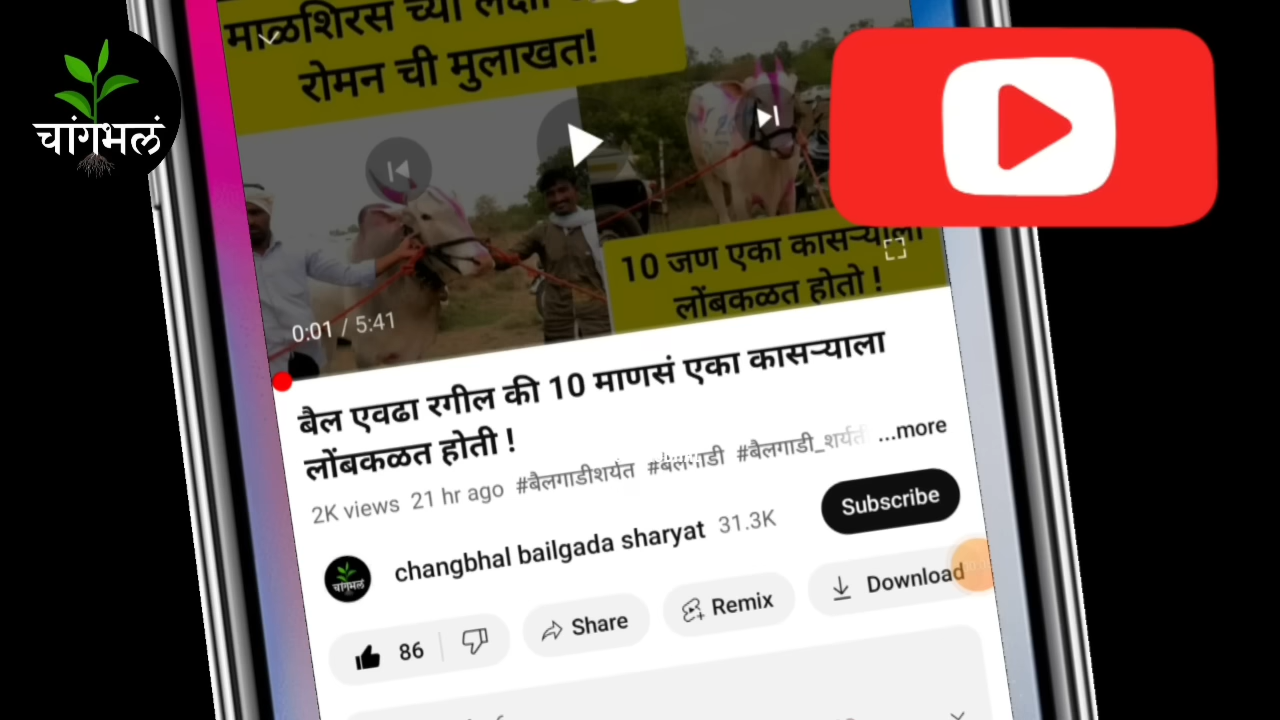 माळशिरस च्या
रोमन ची मुलाखत!
चांगभलं
10 जण एका कासऱ्याला
लोंबकळत होतो !
0:01 / 5:41
बैल एवढा रगील की 10 माणसं एका कासऱ्याला
लोंबकळत होती !
...more
2K views 21 hr ago #बैलगाडीशर्यत #बैलगाडी #बैलगाडी_शर्यत
Subscribe
चांगभलं
changbhal bailgada sharyat 31.3K
86 Share Remix Download